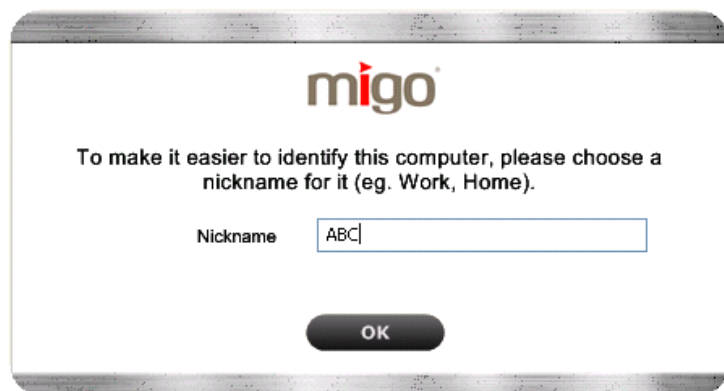 migo
To make it easier to identify this computer, please choose a
nickname for it (eg. Work, Home).
Nickname ABC
OK